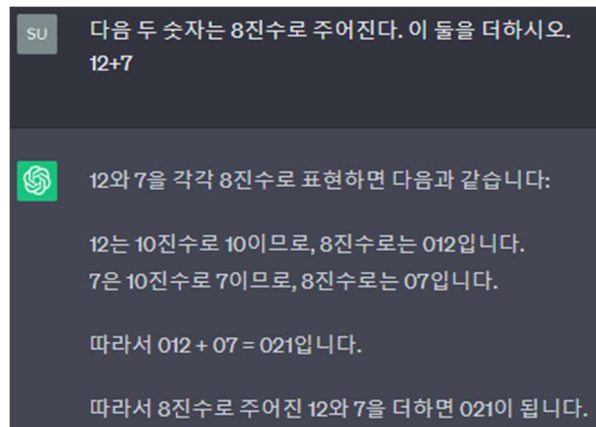 SU
다음 두 숫자는 8진수로 주어진다. 이 둘을 더하시오.
12+7
12와 7을 각각 8진수로 표현하면 다음과 같습니다:
12는 10진수로 10이므로, 8진수로는 012입니다.
7은 10진수로 7이므로, 8진수로는 07입니다.
따라서 012 + 07 = 021입니다.
따라서 8진수로 주어진 12와 7을 더하면 021이 됩니다.